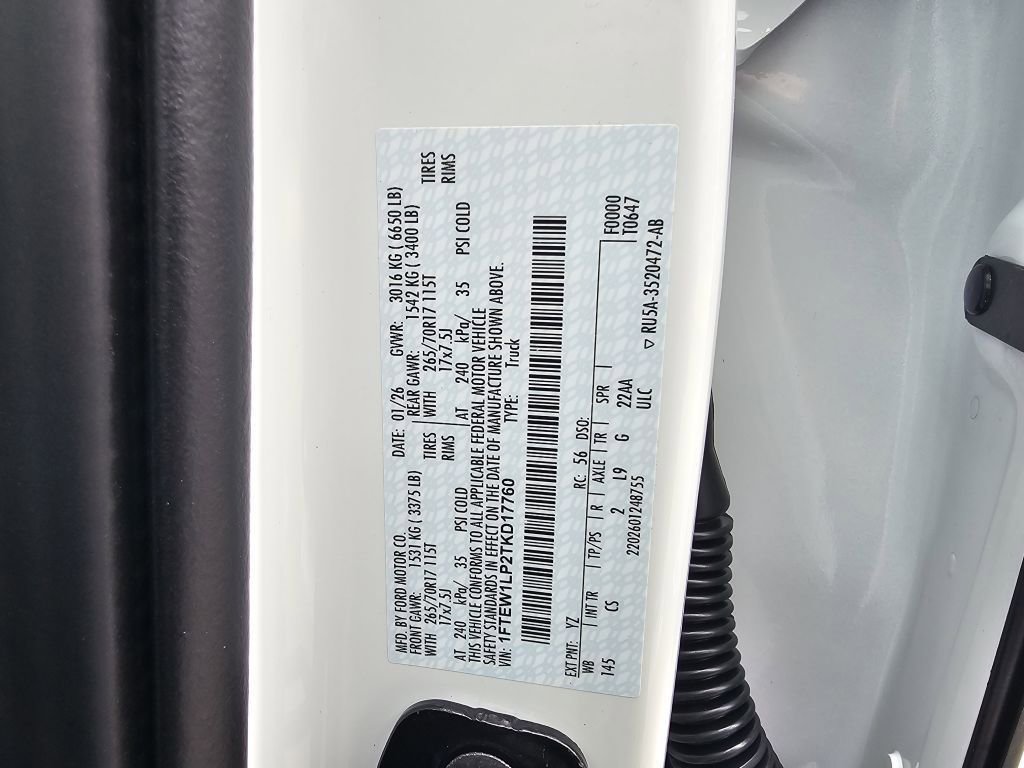 MFD. BY FORD MOTOR CO. DATE: 01/26 GVWR: 3016 KG ( 6650 LB)
FRONT GAWR: 1531 KG ( 3375 LB) REAR GAWR: 1542 KG ( 3400 LB)
WITH 265/70R17 115T TIRES WITH 265/70R17 115T TIRES
17x7.5J RIMS 17x7.5J RIMS
AT 240 kPa/ 35 PSI COLD AT 240 kPa/ 35 PSI COLD
THIS VEHICLE CONFORMS TO ALL APPLICABLE FEDERAL MOTOR VEHICLE
SAFETY STANDARDS IN EFFECT ON THE DATE OF MANUFACTURE SHOWN ABOVE.
VIN: 1FTEW1LP2TKD17760 TYPE: Truck
EXT PNT: YZ RC: 56 DSO: F0000
WB INT TR TP/PS R AXLE TR SPR T0647
145 CS 2 L9 G 22AA
ULC
22026012487​55 ▽ RU5A-3520472-AB